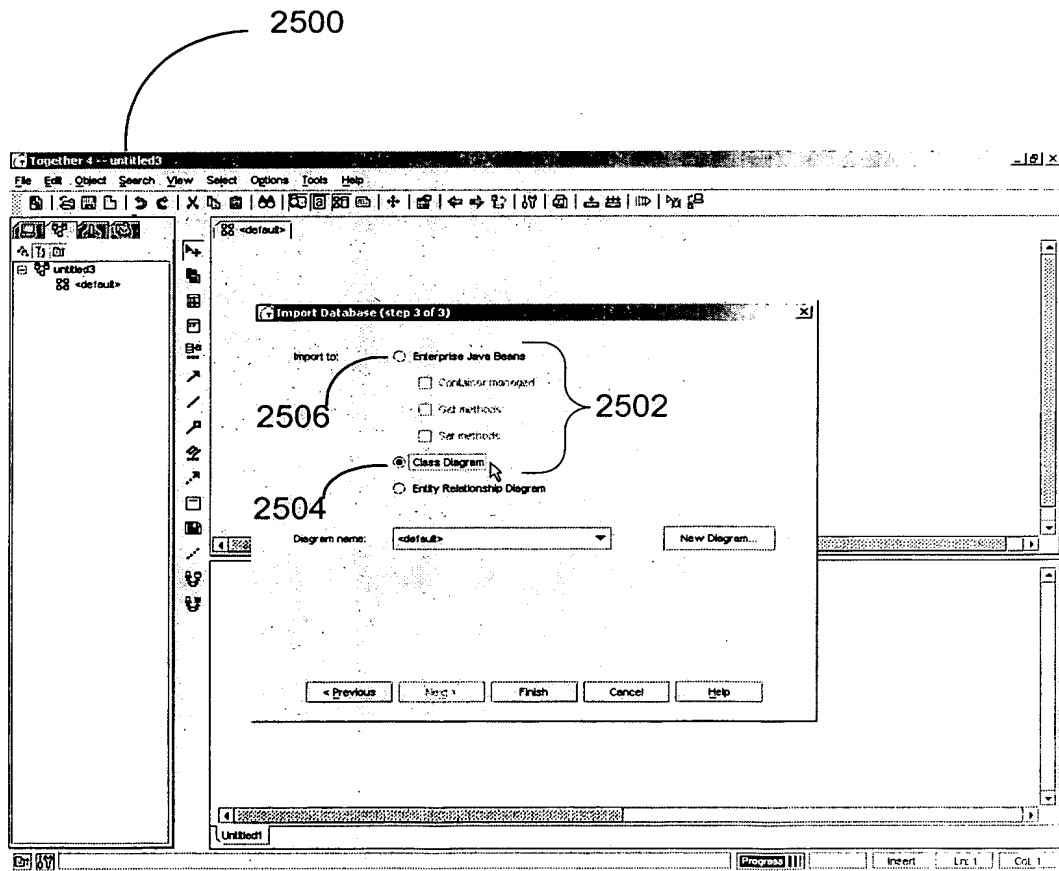 2500
Together 4 -- untitled3
File Edit Object Search View Select Options Tools Help
<default>
untitled3
<default>
Import Database (step 3 of 3)
Import to:
Enterprise Java Beans
Container managed
Get methods
Set methods
2506
2502
Class Diagram
Entity Relationship Diagram
2504
Diagram name:
<default>
New Diagram...
< Previous
Next >
Finish
Cancel
Help
Untitled1
Progress
Insert
Ln: 1
Col: 1